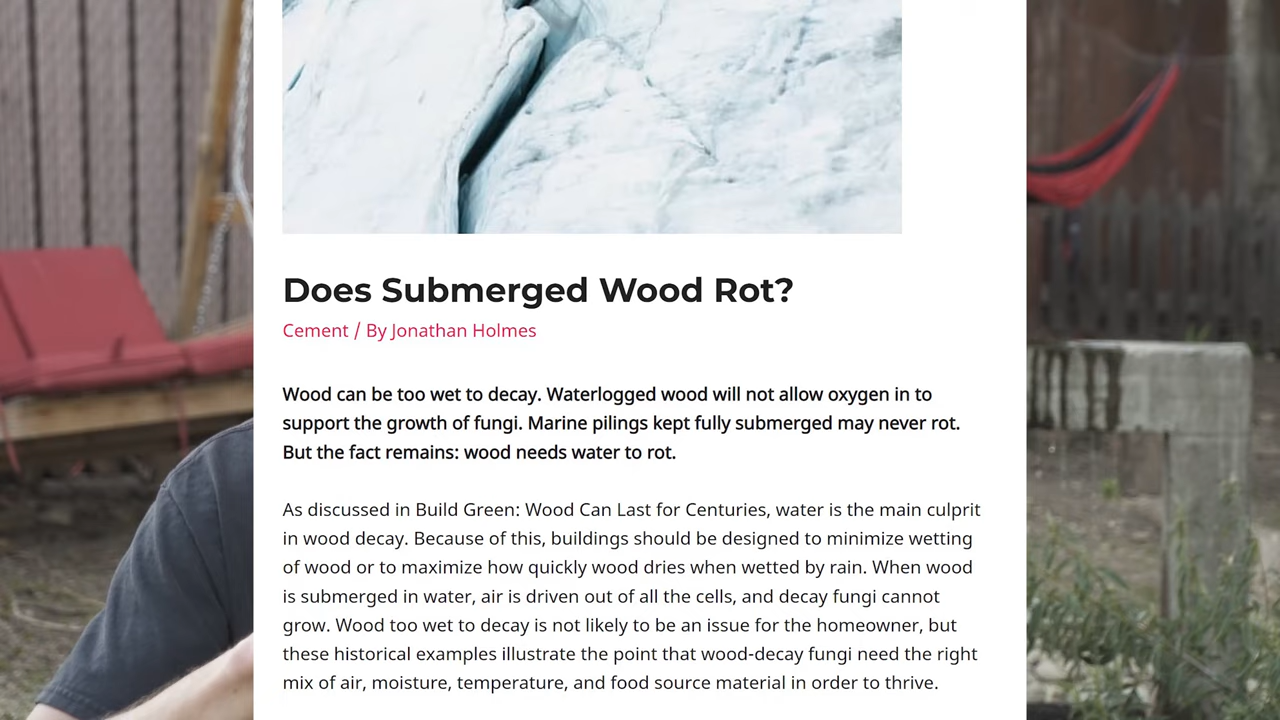 Does Submerged Wood Rot?
Cement / By Jonathan Holmes
Wood can be too wet to decay. Waterlogged wood will not allow oxygen in to
support the growth of fungi. Marine pilings kept fully submerged may never rot.
But the fact remains: wood needs water to rot.
As discussed in Build Green: Wood Can Last for Centuries, water is the main culprit
in wood decay. Because of this, buildings should be designed to minimize wetting
of wood or to maximize how quickly wood dries when wetted by rain. When wood
is submerged in water, air is driven out of all the cells, and decay fungi cannot
grow. Wood too wet to decay is not likely to be an issue for the homeowner, but
these historical examples illustrate the point that wood-decay fungi need the right
mix of air, moisture, temperature, and food source material in order to thrive.